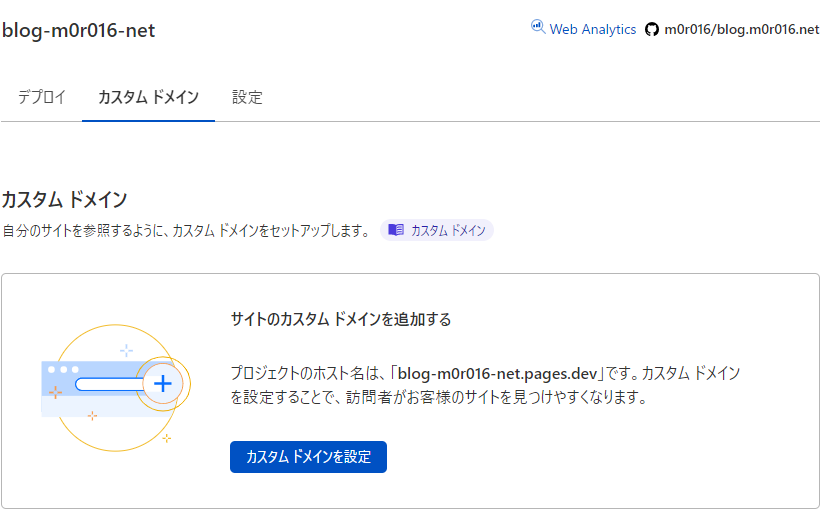 blog-m0r016-net
Web Analytics m0r016/blog.m0r016.net
デプロイ カスタム ドメイン 設定
カスタム ドメイン
自分のサイトを参照するように、カスタム ドメインをセットアップします。 カスタム ドメイン
サイトのカスタム ドメインを追加する
プロジェクトのホスト名は、「blog-m0r016-net.pages.dev」です。カスタム ドメイン
を設定することで、訪問者がお客様のサイトを見つけやすくなります。
カスタム ドメインを設定